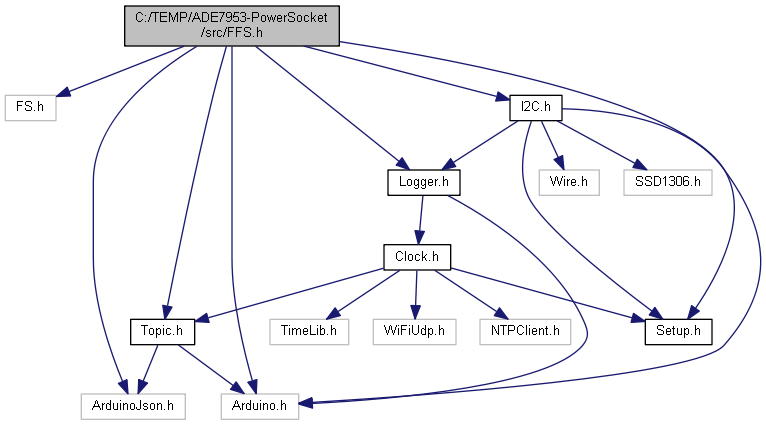 C:/TEMP/ADE7953-PowerSocket
/src/FFS.h
FS.h
I2C.h
Logger.h
Wire.h
SSD1306.h
Clock.h
Topic.h
TimeLib.h
WiFiUdp.h
NTPClient.h
Setup.h
ArduinoJson.h
Arduino.h